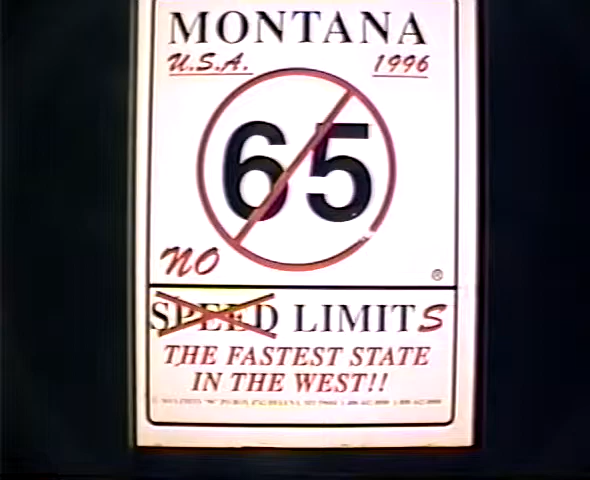 MONTANA
U.S.A. 1996
65
NO
®
SPEED LIMITS
THE FASTEST STATE
IN THE WEST!!